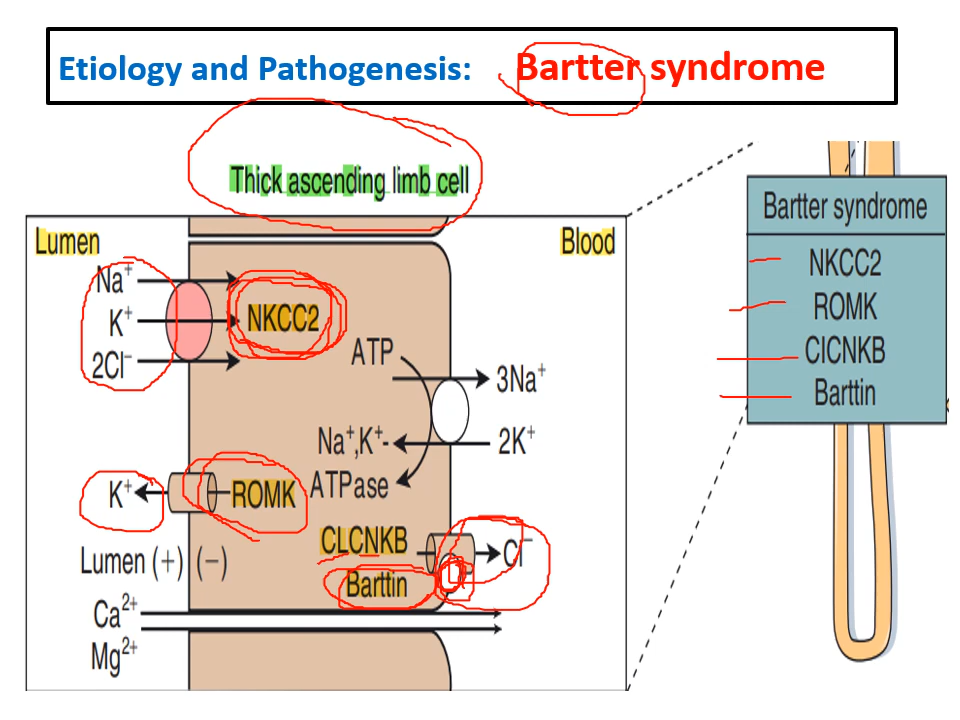 Etiology and Pathogenesis: Bartter syndrome
Thick ascending limb cell
Lumen
Blood
Na⁺
K⁺
2Cl⁻
NKCC2
ATP
3Na⁺
Na⁺,K⁺-
ATPase
2K⁺
K⁺
ROMK
CLCNKB
Barttin
Cl⁻
Lumen (+) (−)
Ca²⁺
Mg²⁺
Bartter syndrome
NKCC2
ROMK
ClCNKB
Barttin